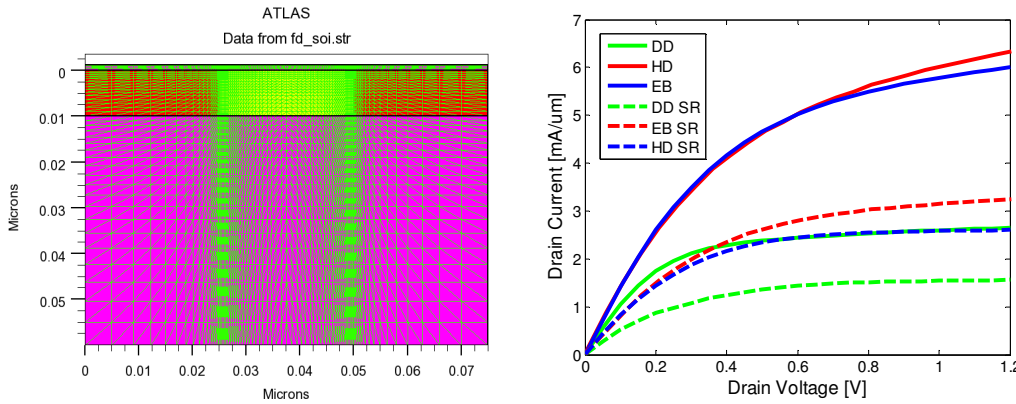 ATLAS
Data from fd_soi.str
0
0.01
0.02
0.03
0.04
0.05
Microns
0 0.01 0.02 0.03 0.04 0.05 0.06 0.07
Microns
7
6
5
4
3
2
1
0
Drain Current [mA/um]
DD
HD
EB
DD SR
EB SR
HD SR
0 0.2 0.4 0.6 0.8 1 1.2
Drain Voltage [V]